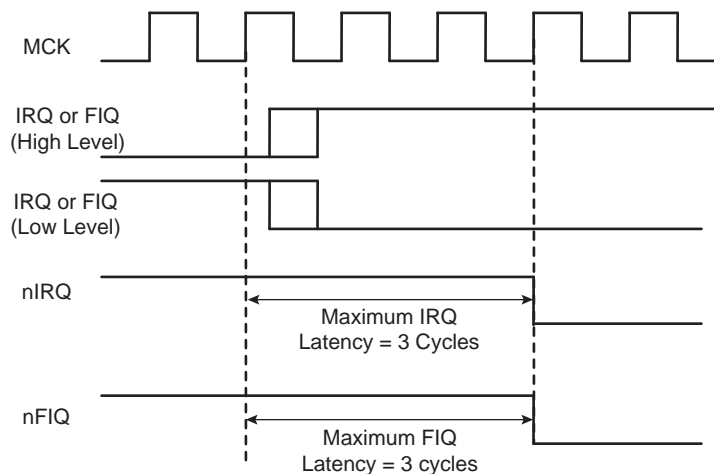 MCK
IRQ or FIQ
(High Level)
IRQ or FIQ
(Low Level)
nIRQ
Maximum IRQ
Latency = 3 Cycles
nFIQ
Maximum FIQ
Latency = 3 cycles